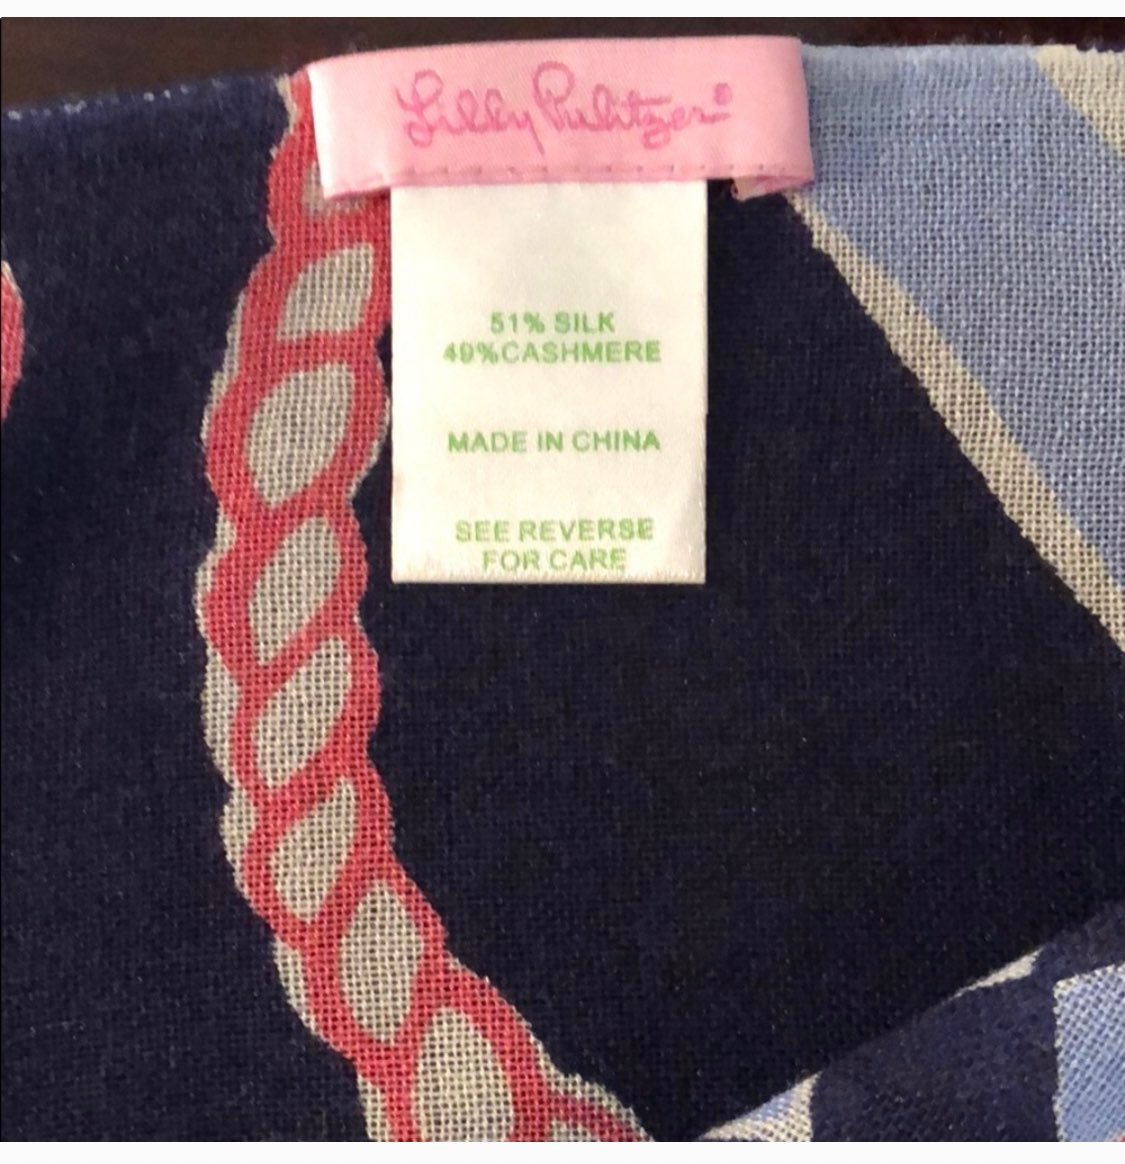 Lilly Pulitzer®
51% SILK
49%CASHMERE
MADE IN CHINA
SEE REVERSE
FOR CARE